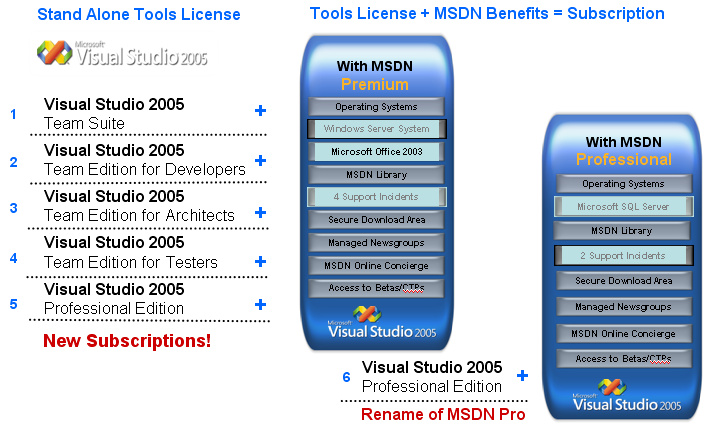 Stand Alone Tools License
Tools License + MSDN Benefits = Subscription
Microsoft
Visual Studio 2005
1
Visual Studio 2005
Team Suite
+
2
Visual Studio 2005
Team Edition for Developers
+
3
Visual Studio 2005
Team Edition for Architects
+
4
Visual Studio 2005
Team Edition for Testers
+
5
Visual Studio 2005
Professional Edition
+
New Subscriptions!
With MSDN
Premium
Operating Systems
Windows Server System
Microsoft Office 2003
MSDN Library
4 Support Incidents
Secure Download Area
Managed Newsgroups
MSDN Online Concierge
Access to Betas/CTPs
Microsoft
Visual Studio 2005
6
Visual Studio 2005
Professional Edition
+
Rename of MSDN Pro
With MSDN
Professional
Operating Systems
Microsoft SQL Server
MSDN Library
2 Support Incidents
Secure Download Area
Managed Newsgroups
MSDN Online Concierge
Access to Betas/CTPs
Microsoft
Visual Studio 2005